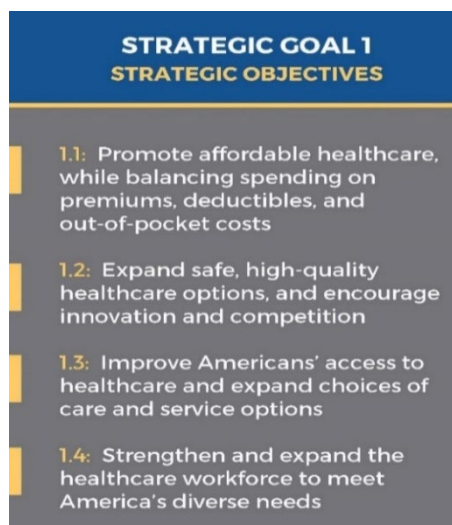 STRATEGIC GOAL 1
STRATEGIC OBJECTIVES
1.1: Promote affordable healthcare,
while balancing spending on
premiums, deductibles, and
out-of-pocket costs
1.2: Expand safe, high-quality
healthcare options, and encourage
innovation and competition
1.3: Improve Americans’ access to
healthcare and expand choices of
care and service options
1.4: Strengthen and expand the
healthcare workforce to meet
America’s diverse needs